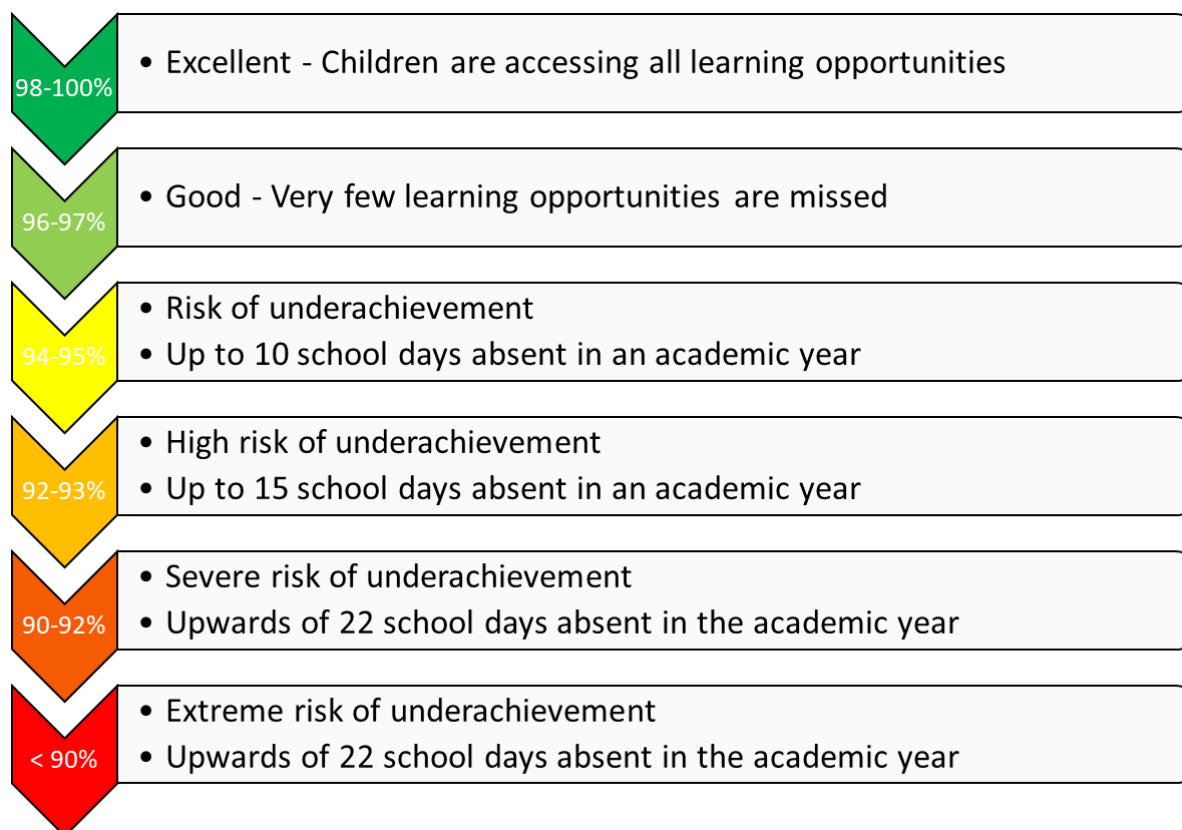 98-100%
• Excellent - Children are accessing all learning opportunities
96-97%
• Good - Very few learning opportunities are missed
94-95%
• Risk of underachievement
• Up to 10 school days absent in an academic year
92-93%
• High risk of underachievement
• Up to 15 school days absent in an academic year
90-92%
• Severe risk of underachievement
• Upwards of 22 school days absent in the academic year
< 90%
• Extreme risk of underachievement
• Upwards of 22 school days absent in the academic year